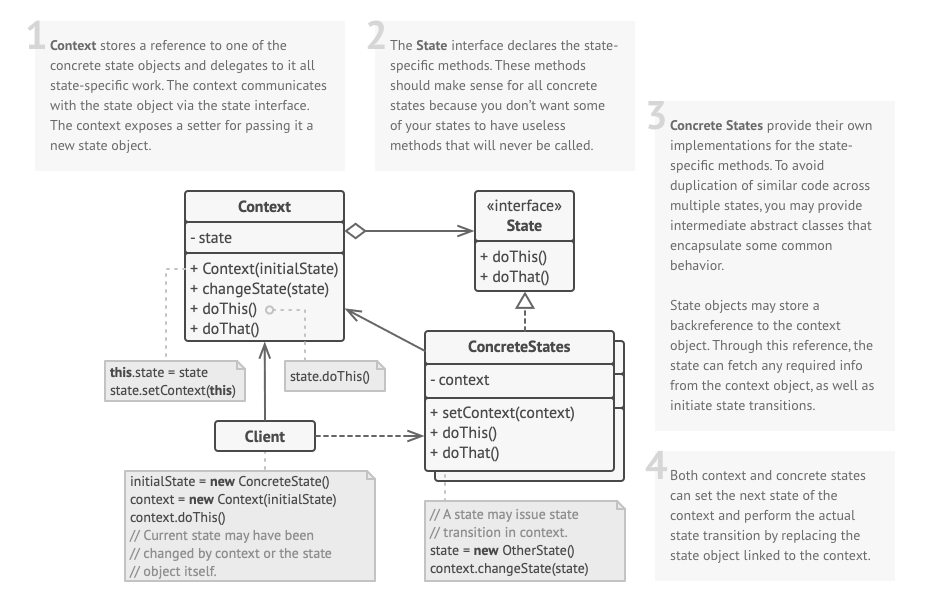 1
Context stores a reference to one of the
concrete state objects and delegates to it all
state-specific work. The context communicates
with the state object via the state interface.
The context exposes a setter for passing it a
new state object.
2
The State interface declares the state-
specific methods. These methods
should make sense for all concrete
states because you don't want some
of your states to have useless
methods that will never be called.
3
Concrete States provide their own
implementations for the state-
specific methods. To avoid
duplication of similar code across
multiple states, you may provide
intermediate abstract classes that
encapsulate some common
behavior.
State objects may store a
backreference to the context
object. Through this reference, the
state can fetch any required info
from the context object, as well as
initiate state transitions.
4
Both context and concrete states
can set the next state of the
context and perform the actual
state transition by replacing the
state object linked to the context.
Context
- state
+ Context(initialState)
+ changeState(state)
+ doThis()
+ doThat()
«interface»
State
+ doThis()
+ doThat()
this.state = state
state.setContext(this)
state.doThis()
ConcreteStates
- context
+ setContext(context)
+ doThis()
+ doThat()
Client
initialState = new ConcreteState()
context = new Context(initialState)
context.doThis()
// Current state may have been
// changed by context or the state
// object itself.
// A state may issue state
// transition in context.
state = new OtherState()
context.changeState(state)